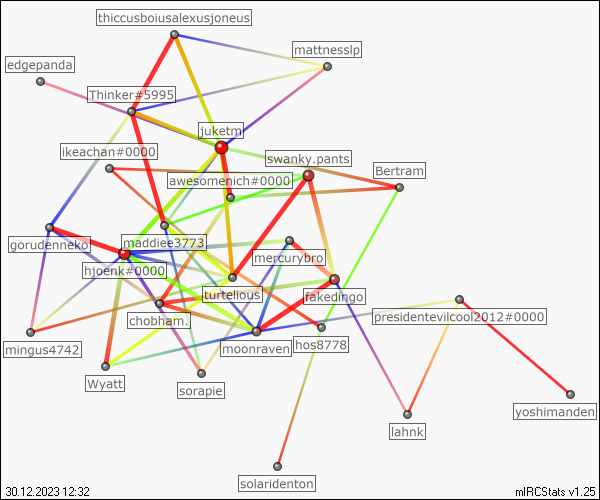 thiccusboiusalexusjoneus
mattnesslp
edgepanda
Thinker#5995
juketm
ikeachan#0000
swanky.pants
Bertram
awesomenich#0000
gorudenneko
maddiee3773
mercurybro
hjoenk#0000
turtellous
fakedingo
chobham.
presidentevilcool2012#0000
mingus4742
moonraven
hos8778
Wyatt
sorapie
yoshimanden
lahnk
solaridenton
30.12.2023 12:32
mIRCStats v1.25